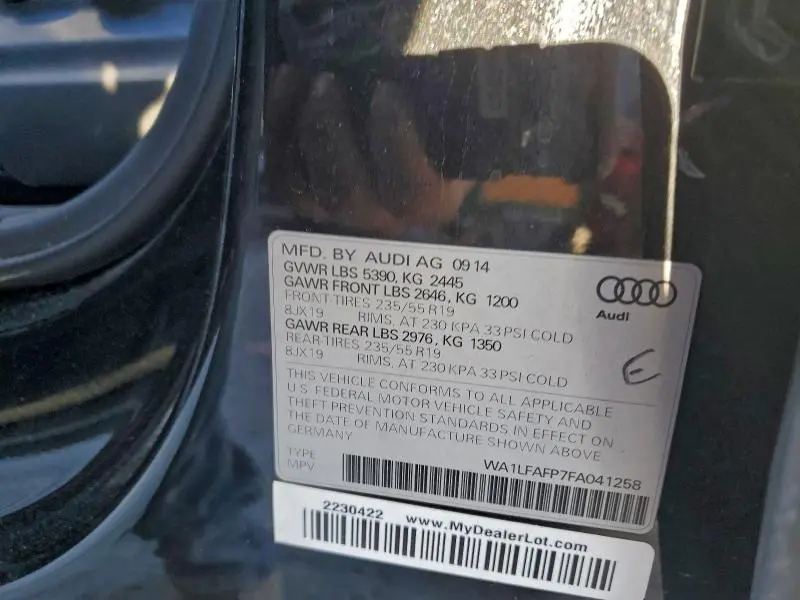 MFD. BY AUDI AG 09 14
GVWR LBS 5390, KG 2445
GAWR FRONT LBS 2646, KG 1200
FRONT-TIRES 235/55 R19
8JX19 RIMS, AT 230 KPA 33 PSI COLD
GAWR REAR LBS 2976, KG 1350
REAR-TIRES 235/55 R19
8JX19 RIMS, AT 230 KPA 33 PSI COLD
Audi
E
THIS VEHICLE CONFORMS TO ALL APPLICABLE
U.S. FEDERAL MOTOR VEHICLE SAFETY AND
THEFT PREVENTION STANDARDS IN EFFECT ON
THE DATE OF MANUFACTURE SHOWN ABOVE
GERMANY
TYPE
MPV
WA1LFAFP7FA041258
2230422 www.MyDealerLot.com